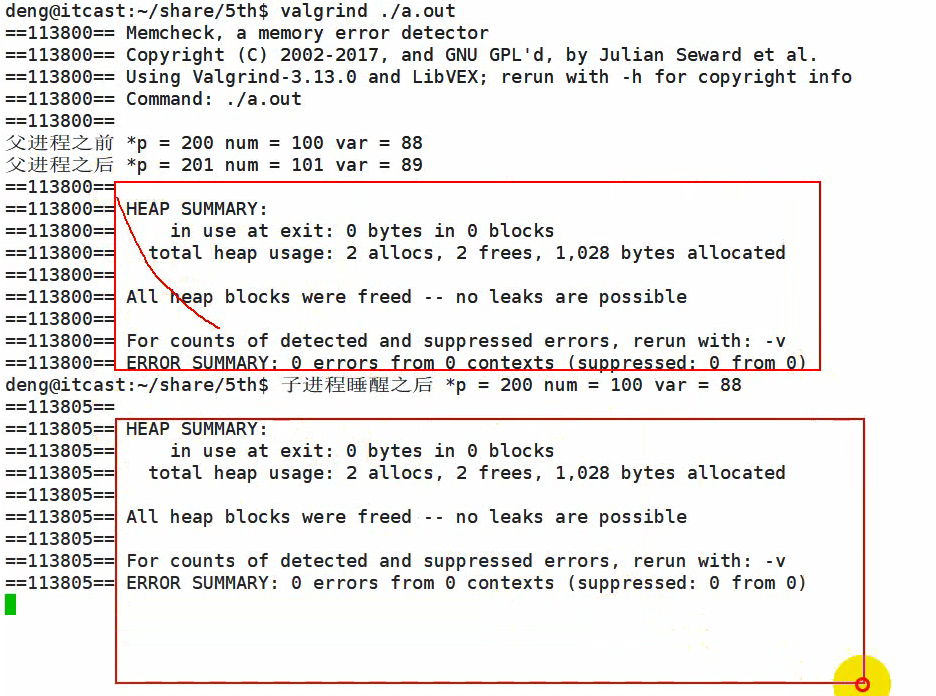 deng@itcast:~/share/5th$ valgrind ./a.out
==113800== Memcheck, a memory error detector
==113800== Copyright (C) 2002-2017, and GNU GPL'd, by Julian Seward et al.
==113800== Using Valgrind-3.13.0 and LibVEX; rerun with -h for copyright info
==113800== Command: ./a.out
==113800==
父进程之前 *p = 200 num = 100 var = 88
父进程之后 *p = 201 num = 101 var = 89
==113800==
==113800== HEAP SUMMARY:
==113800==     in use at exit: 0 bytes in 0 blocks
==113800==   total heap usage: 2 allocs, 2 frees, 1,028 bytes allocated
==113800==
==113800== All heap blocks were freed -- no leaks are possible
==113800==
==113800== For counts of detected and suppressed errors, rerun with: -v
==113800== ERROR SUMMARY: 0 errors from 0 contexts (suppressed: 0 from 0)
deng@itcast:~/share/5th$ 子进程睡醒之后 *p = 200 num = 100 var = 88
==113805==
==113805== HEAP SUMMARY:
==113805==     in use at exit: 0 bytes in 0 blocks
==113805==   total heap usage: 2 allocs, 2 frees, 1,028 bytes allocated
==113805==
==113805== All heap blocks were freed -- no leaks are possible
==113805==
==113805== For counts of detected and suppressed errors, rerun with: -v
==113805== ERROR SUMMARY: 0 errors from 0 contexts (suppressed: 0 from 0)